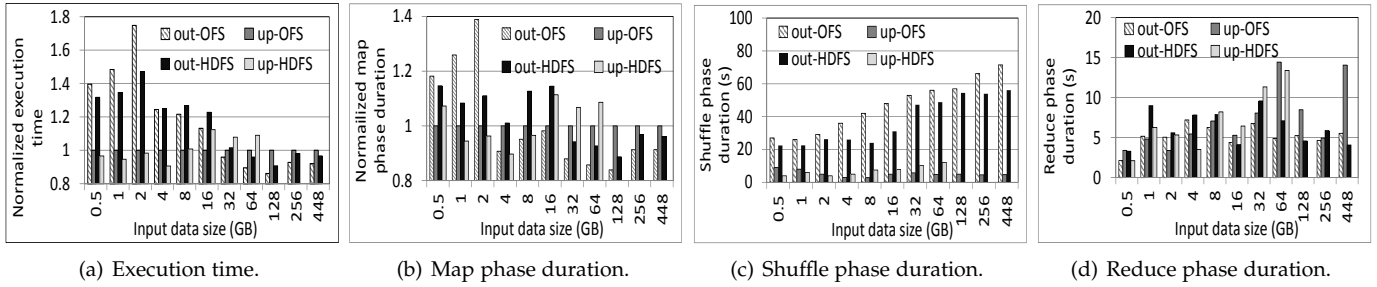 Normalized execution
time
1.8
1.6
1.4
1.2
1.0
0.8
out-OFS
up-OFS
out-HDFS
up-HDFS
0.5
1
2
4
8
16
32
64
128
256
448
Input data size (GB)
(a) Execution time.
Normailized map
phase duration
1.4
1.2
1
0.8
out-OFS
up-OFS
out-HDFS
up-HDFS
0.5
1
2
4
8
16
32
64
128
256
448
Input data size (GB)
(b) Map phase duration.
Shuffle phase
duration (s)
100
80
60
40
20
0
out-OFS
up-OFS
out-HDFS
up-HDFS
0.5
1
2
4
8
16
32
64
128
256
448
Input data size (GB)
(c) Shuffle phase duration.
Reduce phase
duration (s)
20
15
10
5
0
out-OFS
up-OFS
out-HDFS
up-HDFS
0.5
1
2
4
8
16
32
64
128
256
448
Input data size (GB)
(d) Reduce phase duration.